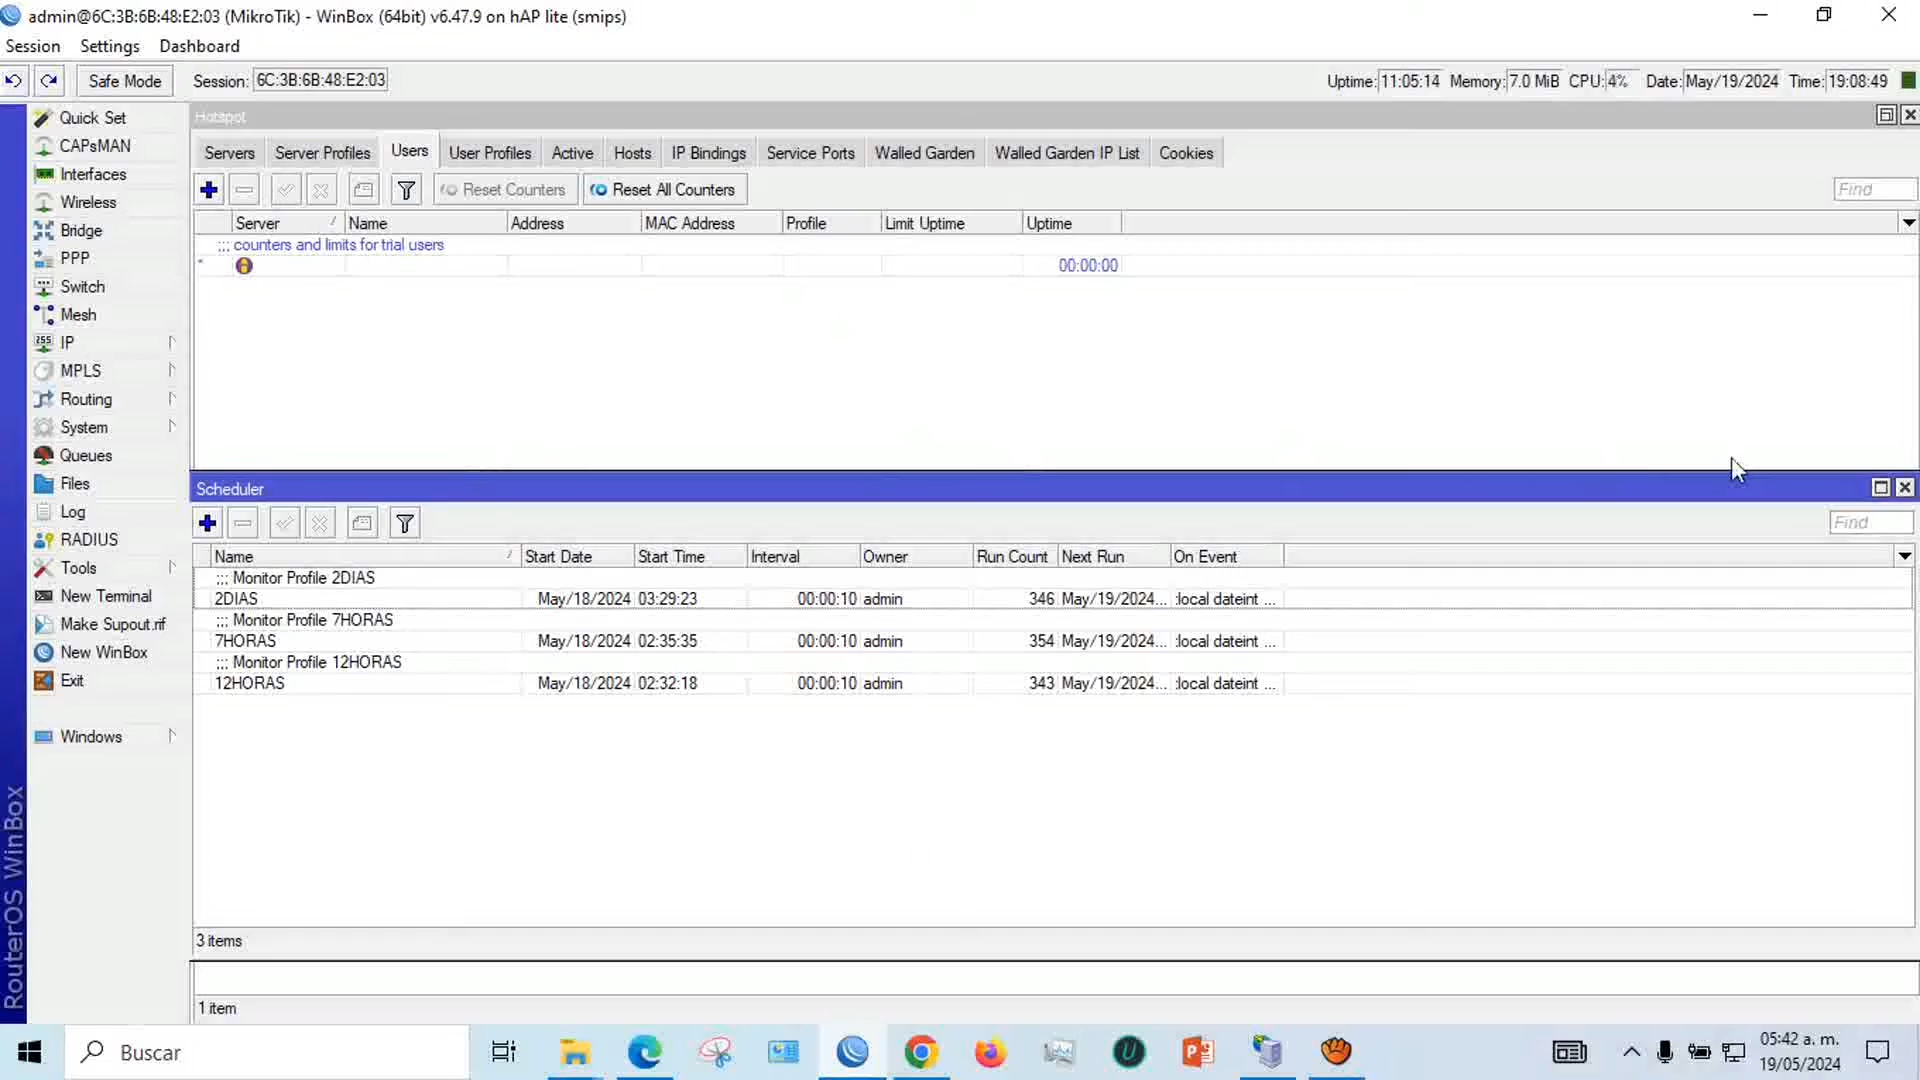 admin@6C:3B:6B:48:E2:03 (MikroTik) - WinBox (64bit) v6.47.9 on hAP lite (smips)
Session Settings Dashboard
Safe Mode Session: 6C:3B:6B:48:E2:03 Uptime: 11:05:14 Memory: 7.0 MiB CPU: 4% Date: May/19/2024 Time: 19:08:49
Quick Set
CAPsMAN
Interfaces
Wireless
Bridge
PPP
Switch
Mesh
IP
MPLS
Routing
System
Queues
Files
Log
RADIUS
Tools
New Terminal
Make Supout.rif
New WinBox
Exit
Windows
RouterOS WinBox
Hotspot
Servers Server Profiles Users User Profiles Active Hosts IP Bindings Service Ports Walled Garden Walled Garden IP List Cookies
Reset Counters Reset All Counters Find
Server Name Address MAC Address Profile Limit Uptime Uptime
;;; counters and limits for trial users
* 00:00:00
Scheduler
Find
Name Start Date Start Time Interval Owner Run Count Next Run On Event
;;; Monitor Profile 2DIAS
2DIAS May/18/2024 03:29:23 00:00:10 admin 346 May/19/2024... :local dateint ...
;;; Monitor Profile 7HORAS
7HORAS May/18/2024 02:35:35 00:00:10 admin 354 May/19/2024... :local dateint ...
;;; Monitor Profile 12HORAS
12HORAS May/18/2024 02:32:18 00:00:10 admin 343 May/19/2024... :local dateint ...
3 items
1 item
Buscar
05:42 a. m.
19/05/2024